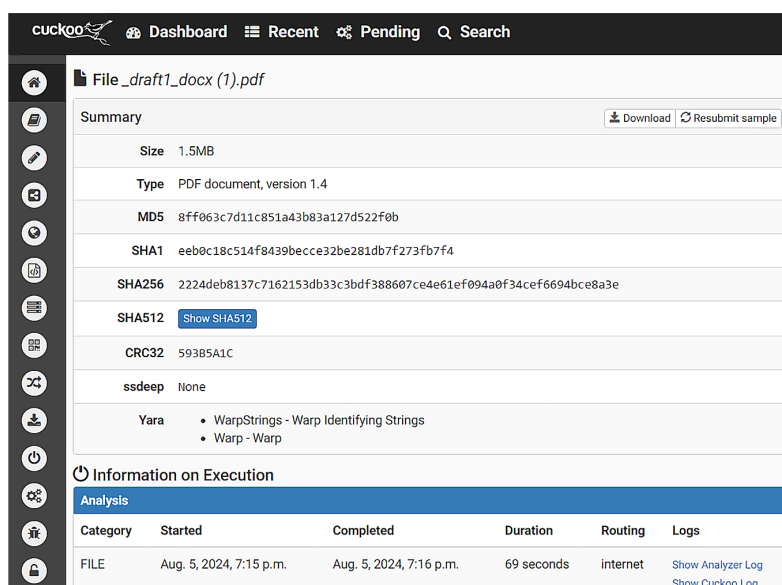 cuckoo Dashboard Recent Pending Search
File _draft1_docx (1).pdf
Summary Download Resubmit sample
Size 1.5MB
Type PDF document, version 1.4
MD5 8ff063c7d11c851a43b83a127d522f0b
SHA1 eeb0c18c514f8439becce32be281db7f273fb7f4
SHA256 2224deb8137c7162153db33c3bdf388607ce4e61ef094a0f34cef6694bce8a3e
SHA512 Show SHA512
CRC32 593B5A1C
ssdeep None
Yara • WarpStrings - Warp Identifying Strings
• Warp - Warp
Information on Execution
Analysis
Category Started Completed Duration Routing Logs
FILE Aug. 5, 2024, 7:15 p.m. Aug. 5, 2024, 7:16 p.m. 69 seconds internet Show Analyzer Log
Show Cuckoo Log